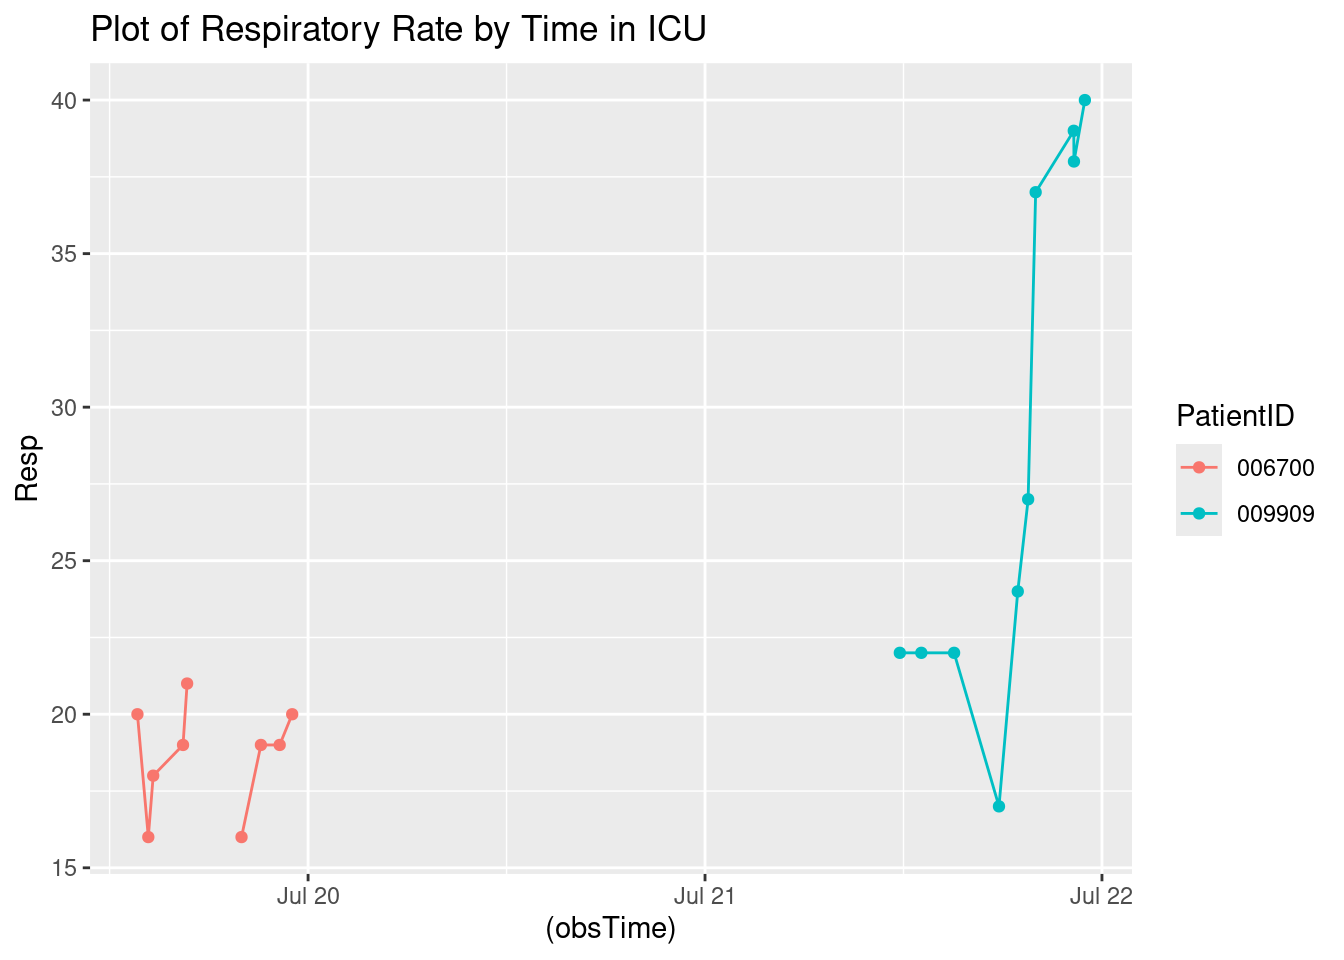 Plot of Respiratory Rate by Time in ICU
40
35
30
25
20
15
Resp
Jul 20
Jul 21
Jul 22
(obsTime)
PatientID
006700
009909